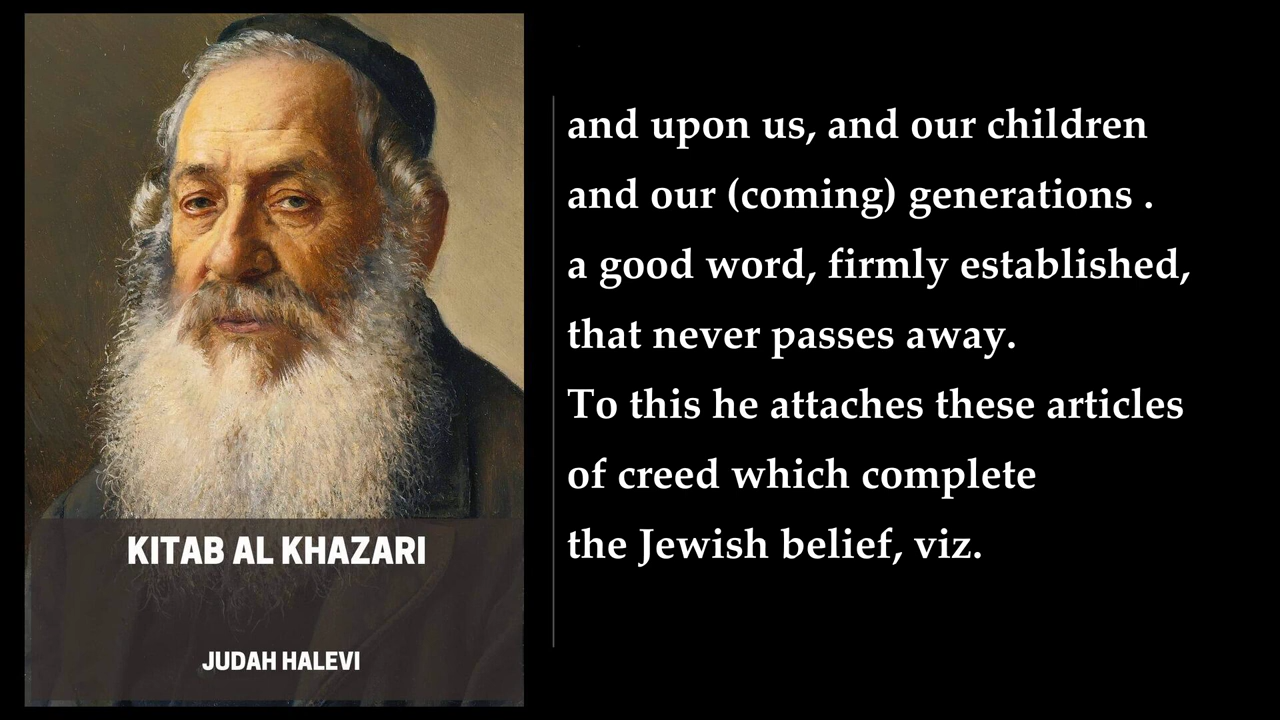 KITAB AL KHAZARI
JUDAH HALEVI
and upon us, and our children
and our (coming) generations .
a good word, firmly established,
that never passes away.
To this he attaches these articles
of creed which complete
the Jewish belief, viz.